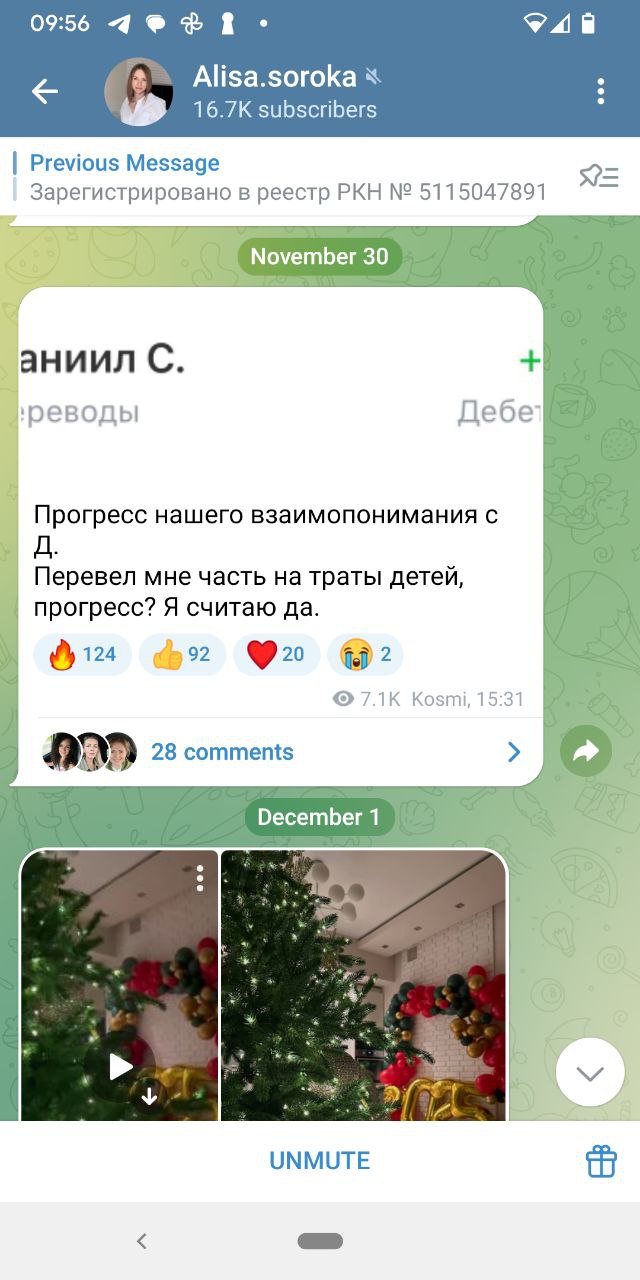 09:56
Alisa.soroka
16.7K subscribers
Previous Message
Зарегистрировано в реестр РКН № 5115047891
November 30
аниил С.
+
ереводы
Дебет
Прогресс нашего взаимопонимания с
Д.
Перевел мне часть на траты детей,
прогресс? Я считаю да.
124 92 20 2
7.1K Kosmi, 15:31
28 comments
December 1
UNMUTE